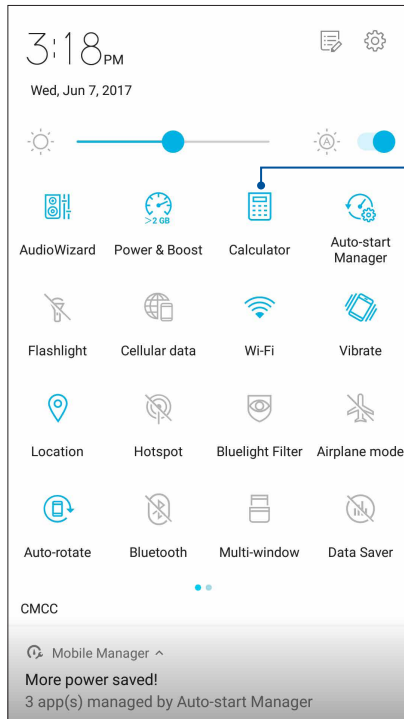 3:18 PM
Wed, Jun 7, 2017
A
>2 GB
AudioWizard Power & Boost Calculator Auto-start Manager
Flashlight Cellular data Wi-Fi Vibrate
Location Hotspot Bluelight Filter Airplane mode
Auto-rotate Bluetooth Multi-window Data Saver
CMCC
Mobile Manager
More power saved!
3 app(s) managed by Auto-start Manager